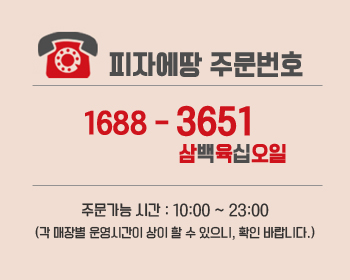 피자에땅 주문번호
1688 - 3651
삼백육십오일
주문가능 시간 : 10:00 ~ 23:00
(각 매장별 운영시간이 상이 할 수 있으니, 확인 바랍니다.)